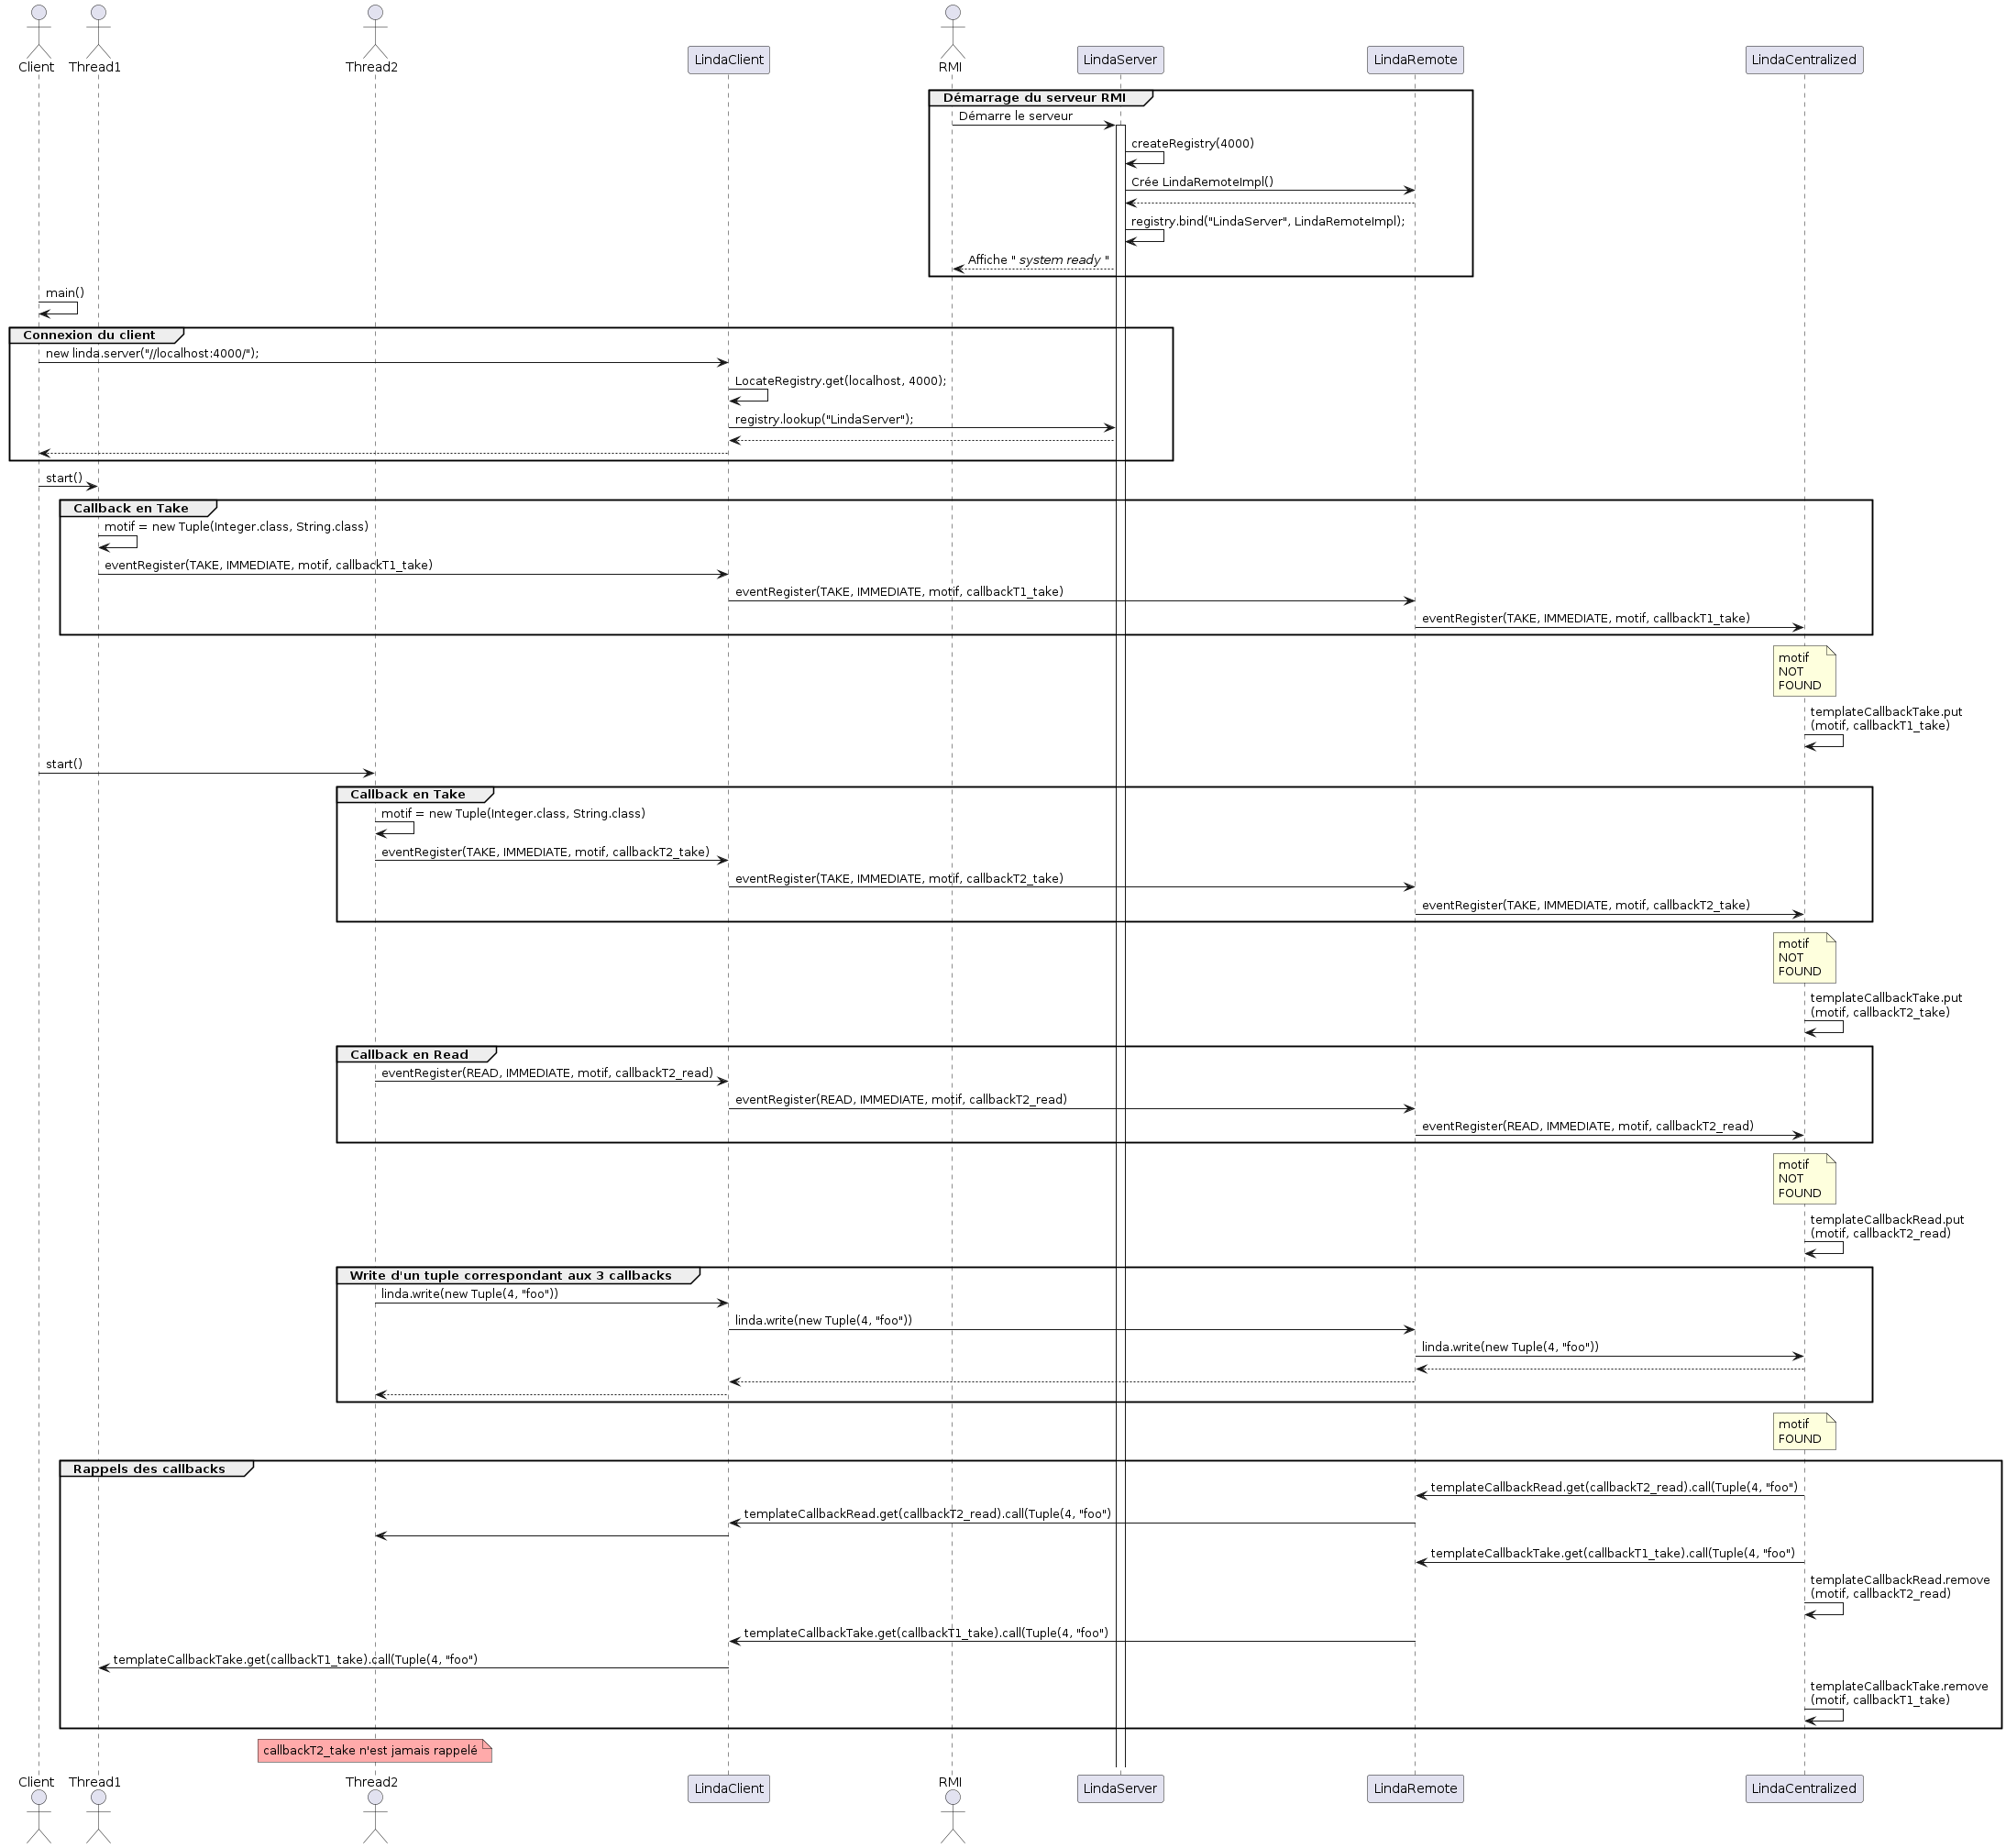 Client
Thread1
Thread2
LindaClient
RMI
LindaServer
LindaRemote
LindaCentralized
Démarrage du serveur RMI
Démarre le serveur
createRegistry(4000)
Crée LindaRemoteImpl()
registry.bind("LindaServer", LindaRemoteImpl);
Affiche " system ready "
main()
Connexion du client
new linda.server("//localhost:4000/");
LocateRegistry.get(localhost, 4000);
registry.lookup("LindaServer");
start()
Callback en Take
motif = new Tuple(Integer.class, String.class)
eventRegister(TAKE, IMMEDIATE, motif, callbackT1_take)
eventRegister(TAKE, IMMEDIATE, motif, callbackT1_take)
eventRegister(TAKE, IMMEDIATE, motif, callbackT1_take)
motif
NOT
FOUND
templateCallbackTake.put
(motif, callbackT1_take)
start()
Callback en Take
motif = new Tuple(Integer.class, String.class)
eventRegister(TAKE, IMMEDIATE, motif, callbackT2_take)
eventRegister(TAKE, IMMEDIATE, motif, callbackT2_take)
eventRegister(TAKE, IMMEDIATE, motif, callbackT2_take)
motif
NOT
FOUND
templateCallbackTake.put
(motif, callbackT2_take)
Callback en Read
eventRegister(READ, IMMEDIATE, motif, callbackT2_read)
eventRegister(READ, IMMEDIATE, motif, callbackT2_read)
eventRegister(READ, IMMEDIATE, motif, callbackT2_read)
motif
NOT
FOUND
templateCallbackRead.put
(motif, callbackT2_read)
Write d'un tuple correspondant aux 3 callbacks
linda.write(new Tuple(4, "foo"))
linda.write(new Tuple(4, "foo"))
linda.write(new Tuple(4, "foo"))
motif
FOUND
Rappels des callbacks
templateCallbackRead.get(callbackT2_read).call(Tuple(4, "foo")
templateCallbackRead.get(callbackT2_read).call(Tuple(4, "foo")
templateCallbackTake.get(callbackT1_take).call(Tuple(4, "foo")
templateCallbackRead.remove
(motif, callbackT2_read)
templateCallbackTake.get(callbackT1_take).call(Tuple(4, "foo")
templateCallbackTake.get(callbackT1_take).call(Tuple(4, "foo")
templateCallbackTake.remove
(motif, callbackT1_take)
callbackT2_take n'est jamais rappelé
Client
Thread1
Thread2
LindaClient
RMI
LindaServer
LindaRemote
LindaCentralized